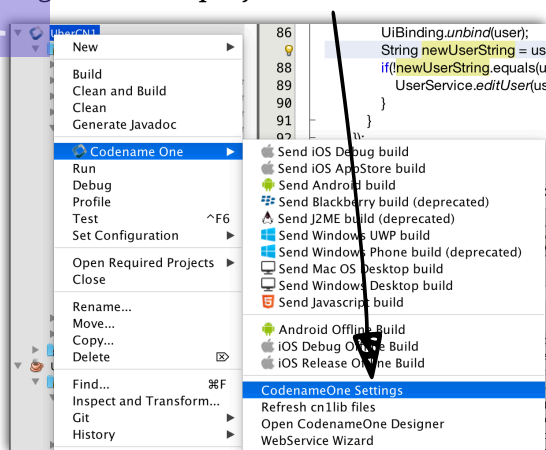 UberCN1
New
Build
Clean and Build
Clean
Generate Javadoc
Codename One
Run
Debug
Profile
Test ^F6
Set Configuration
Open Required Projects
Close
Rename...
Move...
Copy...
Delete ⌦
Find... ⌘F
Inspect and Transform...
Git
History
86 UiBinding.unbind(user);
String newUserString = us
88 if(!newUserString.equals(u
89 UserService.editUser(us
90 }
91 }
92 });
Send iOS Debug build
Send iOS AppStore build
Send Android build
Send Blackberry build (deprecated)
Send J2ME build (deprecated)
Send Windows UWP build
Send Windows Phone build (deprecated)
Send Mac OS Desktop build
Send Windows Desktop build
Send Javascript build
Android Offline Build
iOS Debug Offline Build
iOS Release Offline Build
CodenameOne Settings
Refresh cn1lib files
Open CodenameOne Designer
WebService Wizard